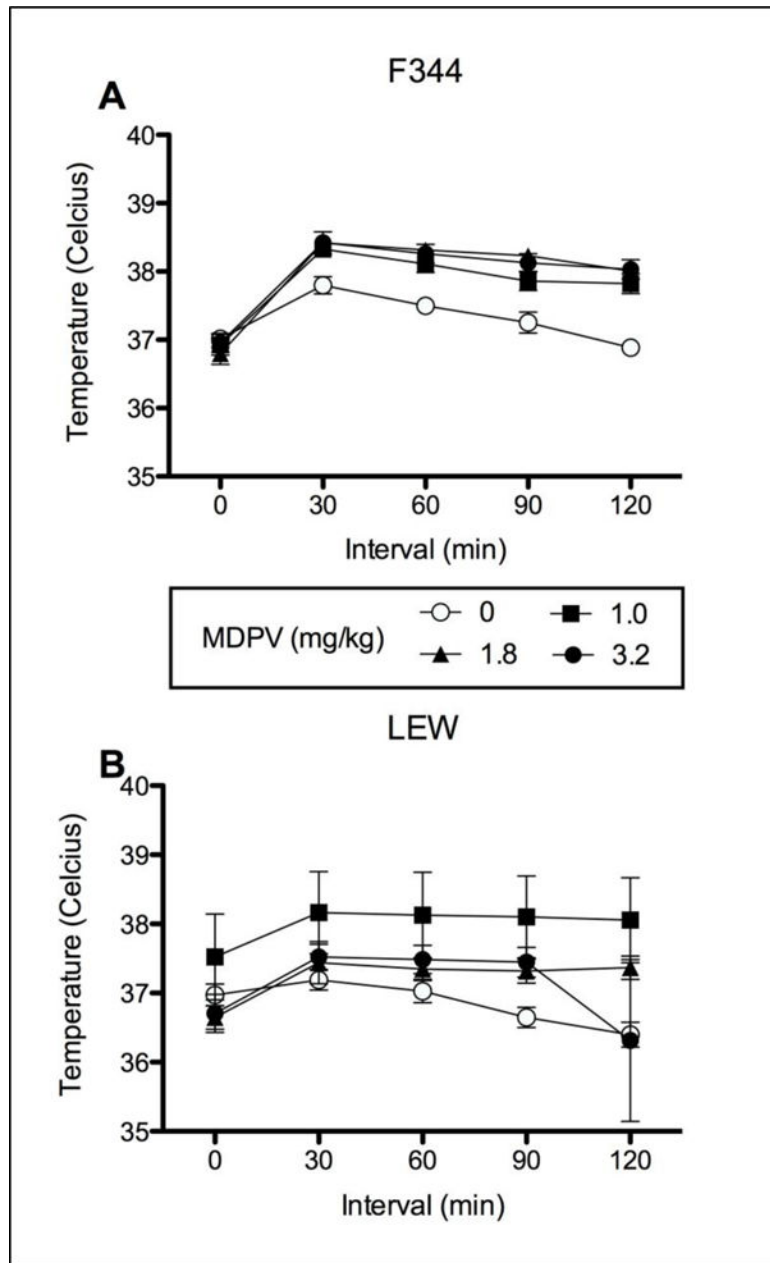 F344
A
40
39
38
37
36
35
Temperature (Celcius)
0 30 60 90 120
Interval (min)
MDPV (mg/kg)
0 1.0
1.8 3.2
LEW
B
40
39
38
37
36
35
Temperature (Celcius)
0 30 60 90 120
Interval (min)